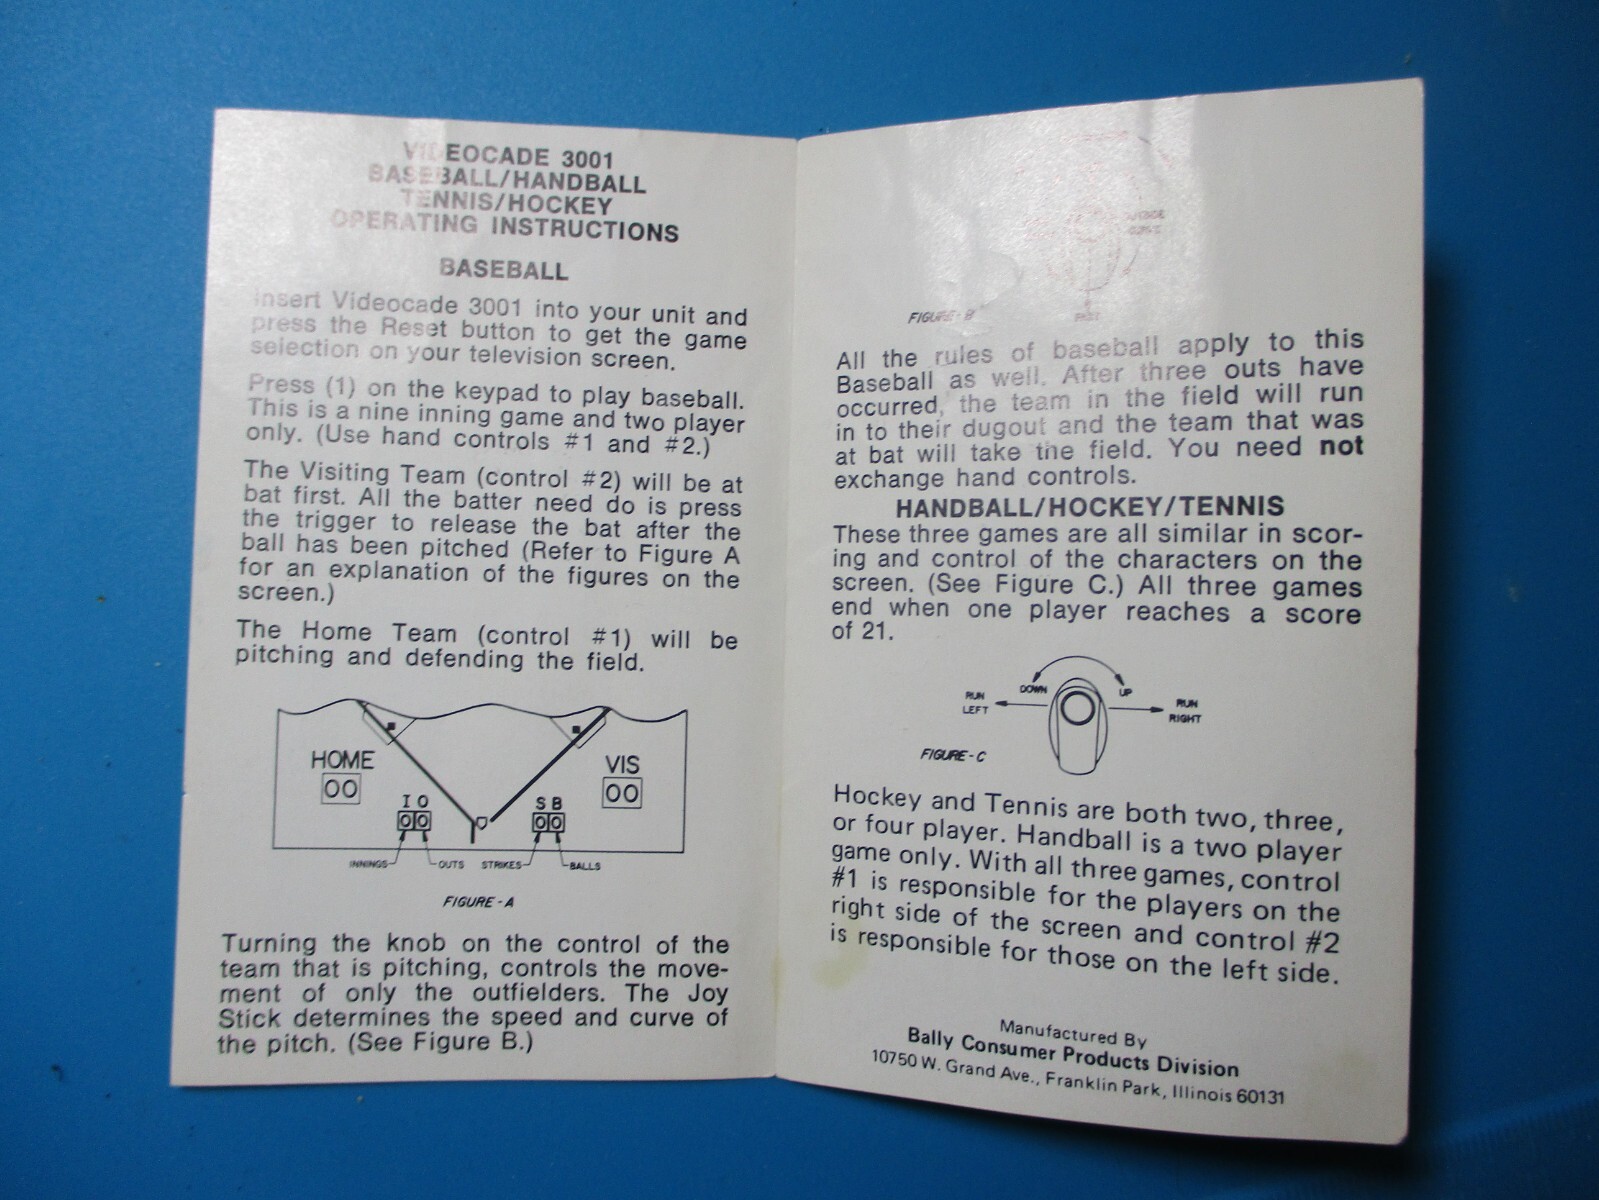 VIDEOCADE 3001
BASEBALL/HANDBALL
TENNIS/HOCKEY
OPERATING INSTRUCTIONS
BASEBALL
Insert Videocade 3001 into your unit and
press the Reset button to get the game
selection on your television screen.
Press (1) on the keypad to play baseball.
This is a nine inning game and two player
only. (Use hand controls #1 and #2.)
The Visiting Team (control #2) will be at
bat first. All the batter need do is press
the trigger to release the bat after the
ball has been pitched (Refer to Figure A
for an explanation of the figures on the
screen.)
The Home Team (control #1) will be
pitching and defending the field.
HOME
00
VIS
00
I O
00
S B
00
INNINGS
OUTS
STRIKES
BALLS
FIGURE - A
Turning the knob on the control of the
team that is pitching, controls the move-
ment of only the outfielders. The Joy
Stick determines the speed and curve of
the pitch. (See Figure B.)
FIGURE - B
All the rules of baseball apply to this
Baseball as well. After three outs have
occurred, the team in the field will run
in to their dugout and the team that was
at bat will take the field. You need not
exchange hand controls.
HANDBALL/HOCKEY/TENNIS
These three games are all similar in scor-
ing and control of the characters on the
screen. (See Figure C.) All three games
end when one player reaches a score
of 21.
DOWN
UP
RUN
LEFT
RUN
RIGHT
FIGURE - C
Hockey and Tennis are both two, three,
or four player. Handball is a two player
game only. With all three games, control
#1 is responsible for the players on the
right side of the screen and control #2
is responsible for those on the left side.
Manufactured By
Bally Consumer Products Division
10750 W. Grand Ave., Franklin Park, Illinois 60131